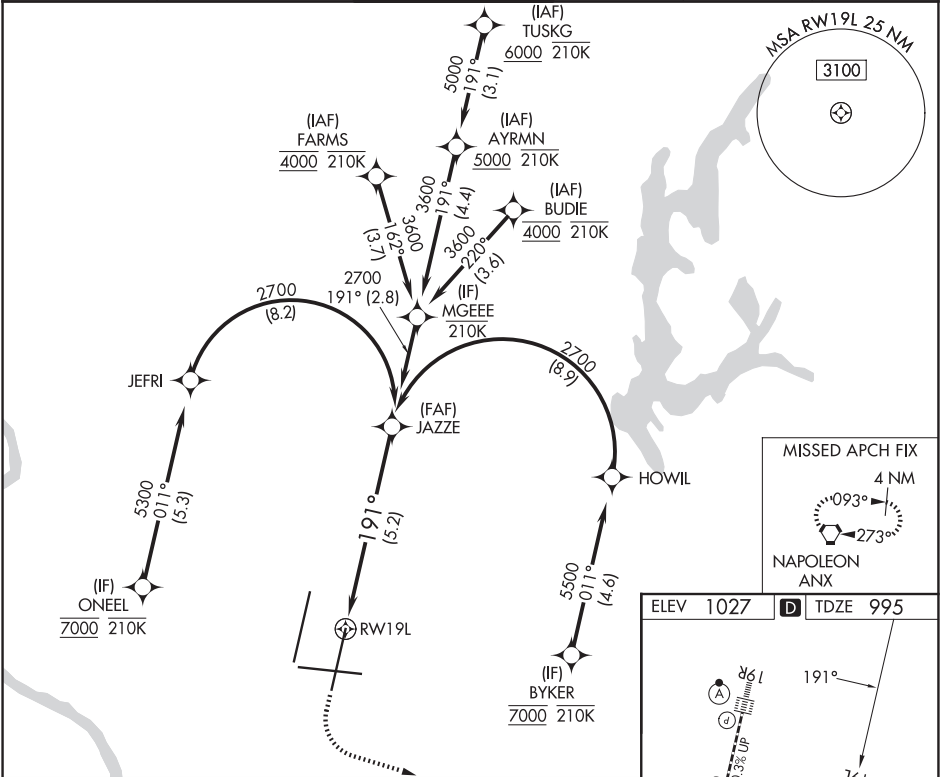 (IAF)
TUSKG
6000 210K
5000
191°
(3.1)
MSA RW19L 25 NM
3100
(IAF)
FARMS
4000 210K
(IAF)
AYRMN
5000 210K
3600
191°
(4.4)
(IAF)
BUDIE
4000 210K
3600
162°
(3.7)
3600
220°
(3.6)
2700
191° (2.8)
(IF)
MGEEE
210K
2700
(8.2)
2700
(8.9)
JEFRI
(FAF)
JAZZE
HOWIL
5300
011°
(5.3)
191°
(5.2)
5500
011°
(4.6)
(IF)
ONEEL
7000 210K
RW19L
(IF)
BYKER
7000 210K
MISSED APCH FIX
4 NM
093°
273°
NAPOLEON
ANX
ELEV 1027 D TDZE 995
19R
191°
A
P
0.3% UP